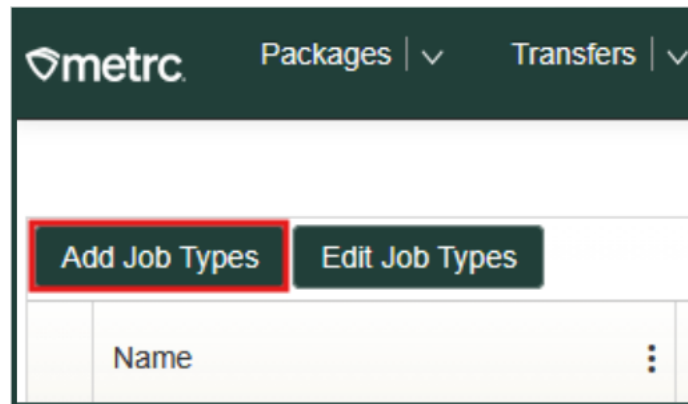 metrc. Packages Transfers
Add Job Types Edit Job Types
Name